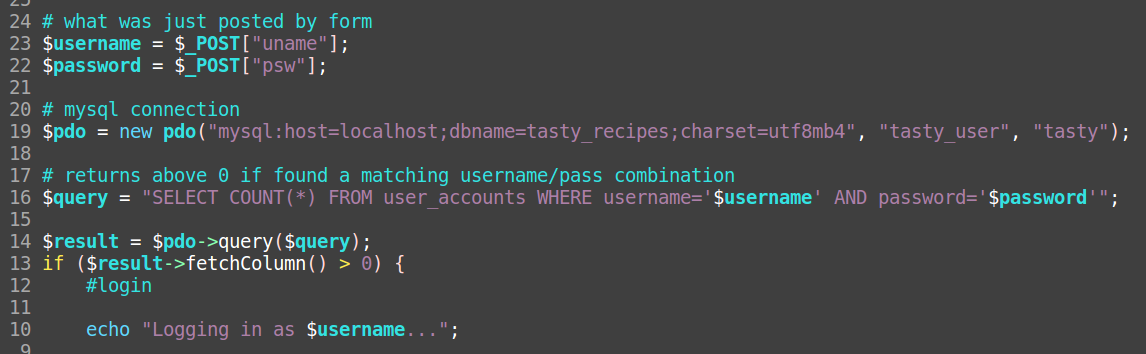 25
24 # what was just posted by form
23 $username = $_POST["uname"];
22 $password = $_POST["psw"];
21
20 # mysql connection
19 $pdo = new pdo("mysql:host=localhost;dbname=tasty_recipes;charset=utf8mb4", "tasty_user", "tasty");
18
17 # returns above 0 if found a matching username/pass combination
16 $query = "SELECT COUNT(*) FROM user_accounts WHERE username='$username' AND password='$password'";
15
14 $result = $pdo->query($query);
13 if ($result->fetchColumn() > 0) {
12     #login
11
10     echo "Logging in as $username...";
9